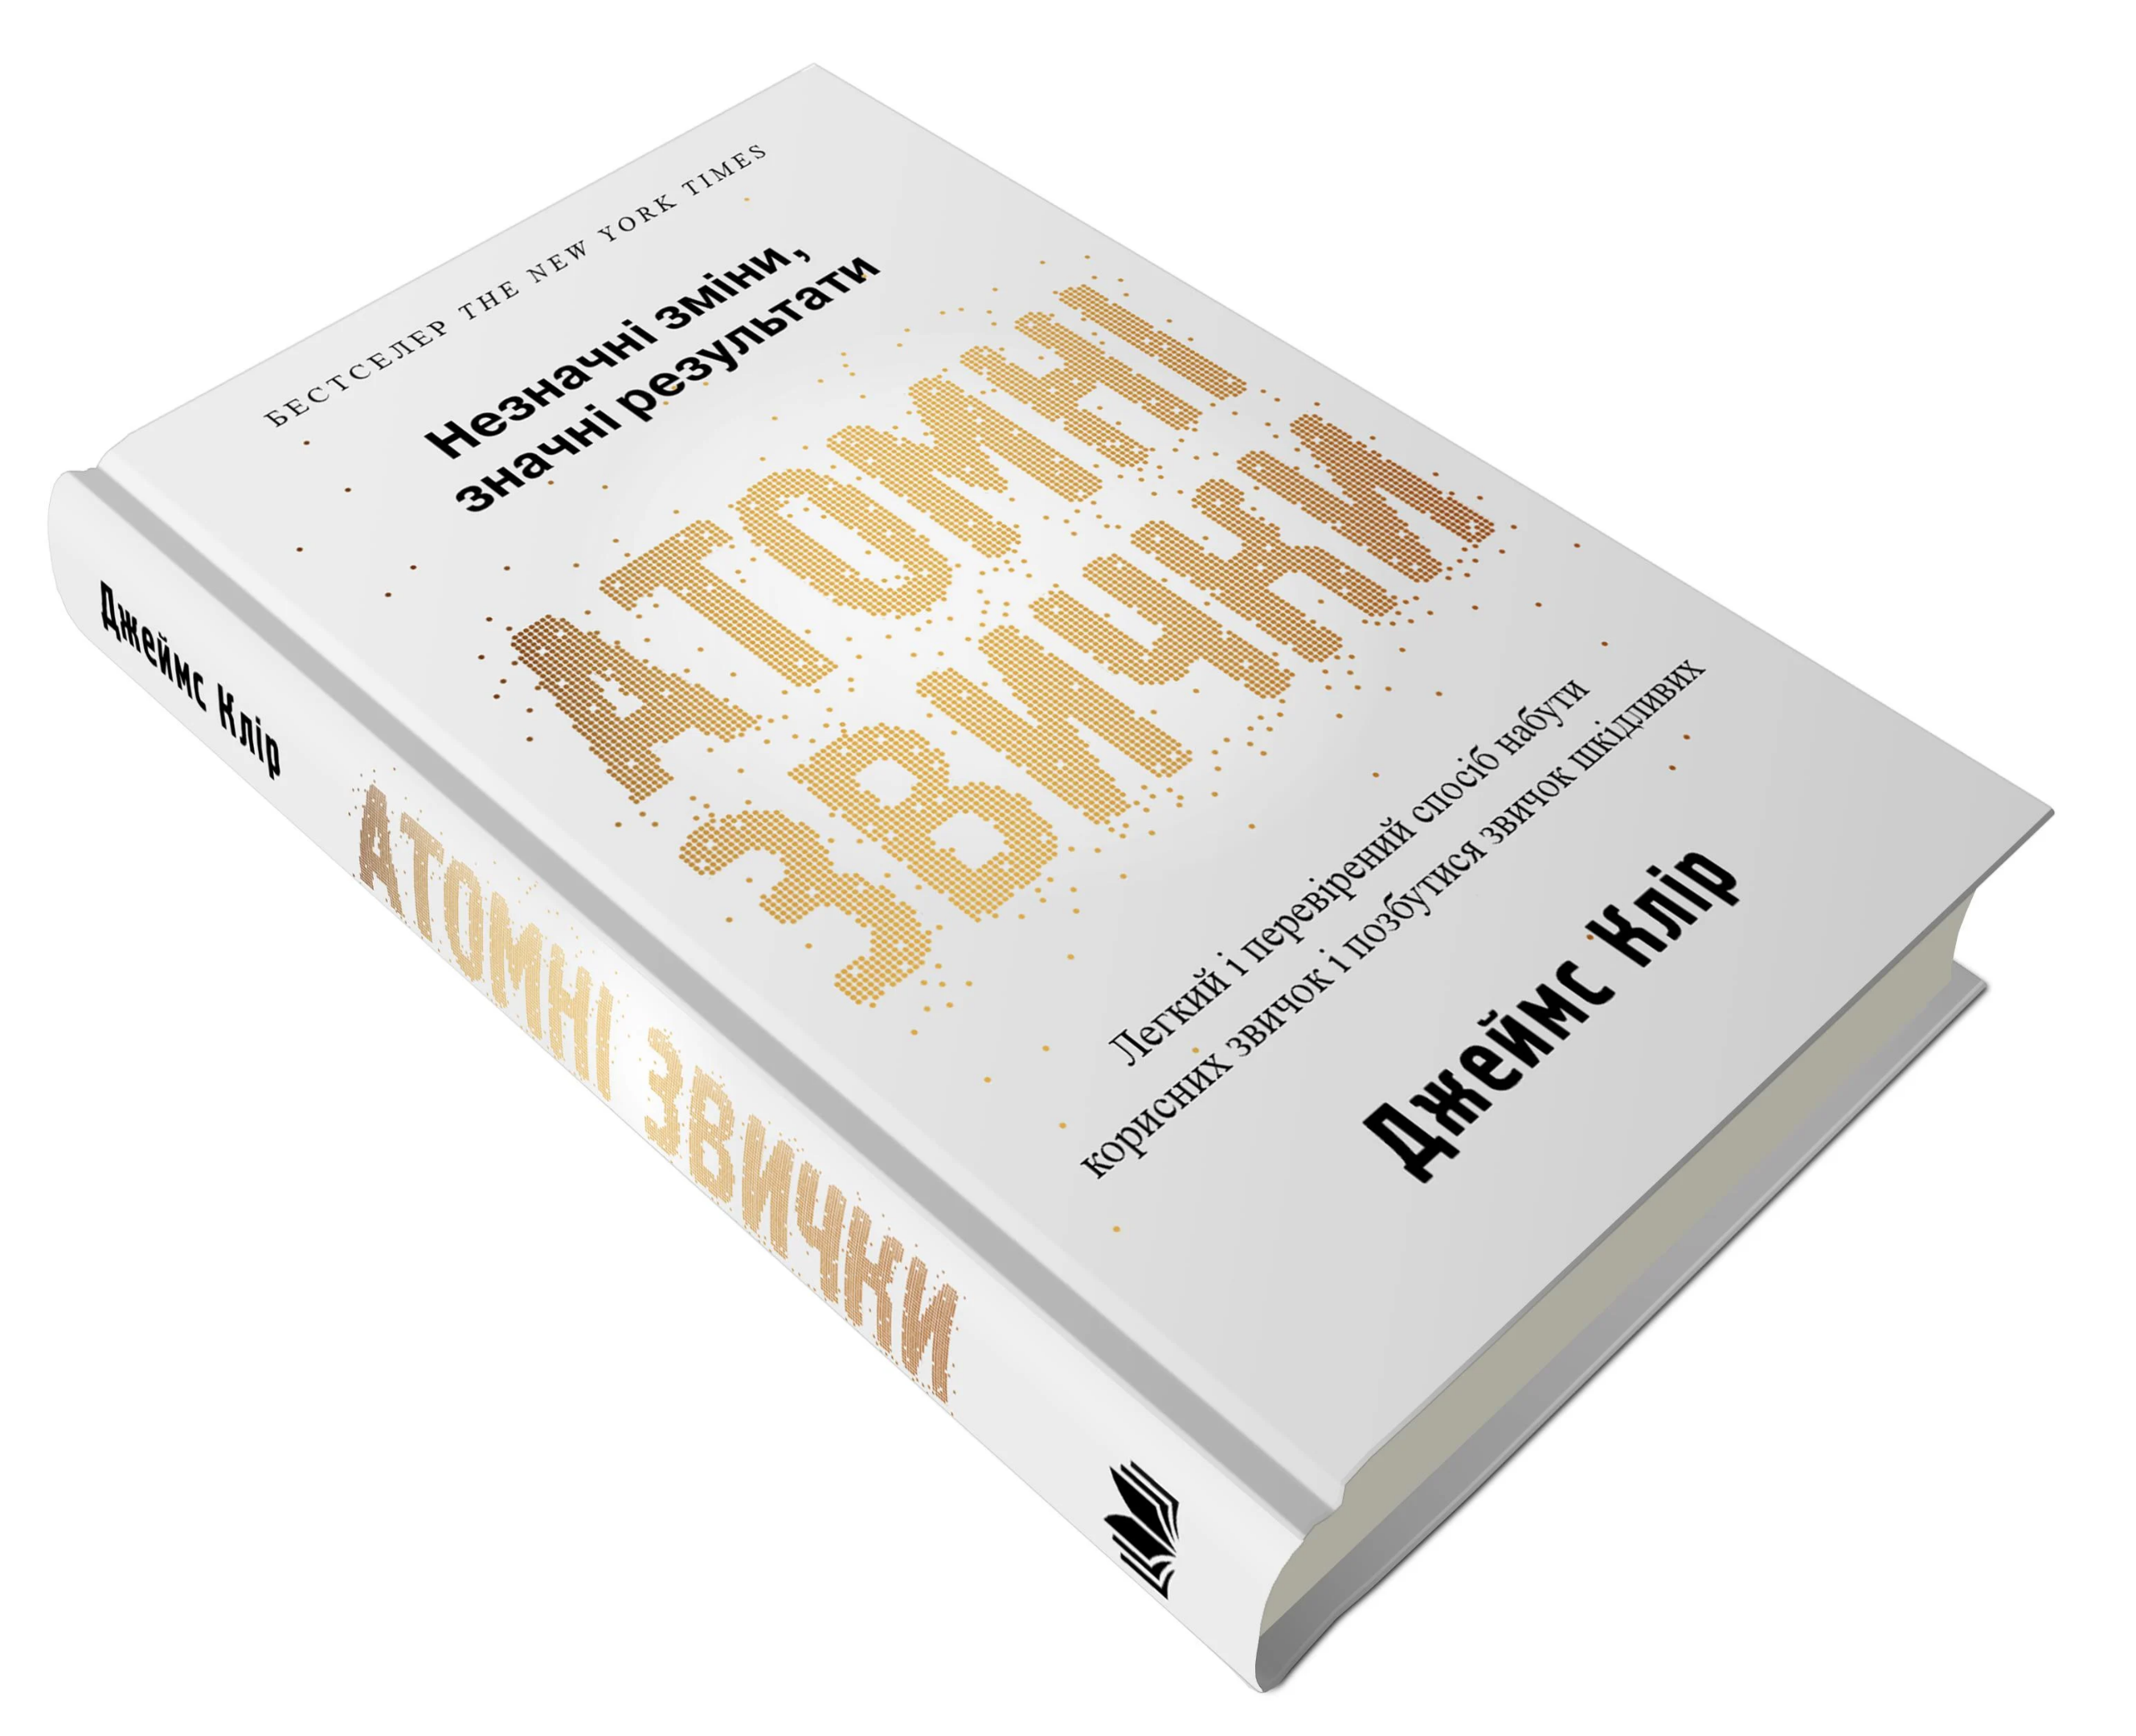 БЕСТСЕЛЕР THE NEW YORK TIMES
Незначні зміни,
значні результати
АТОМНІ
ЗВИЧКИ
Легкий і перевірений спосіб набути
корисних звичок і позбутися звичок шкідливих
Джеймс Клір
Джеймс Клір
АТОМНІ ЗВИЧКИ